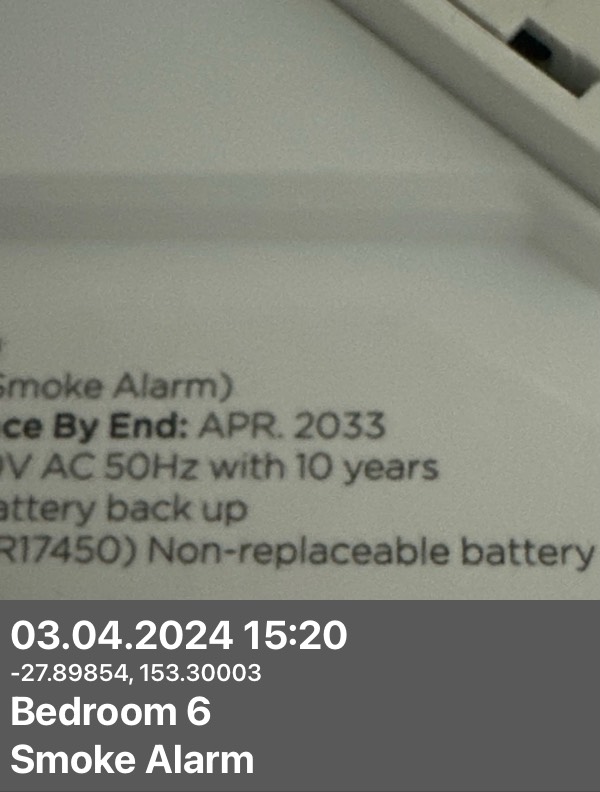 Smoke Alarm)
ce By End: APR. 2033
V AC 50Hz with 10 years
attery back up
R17450) Non-replaceable battery
03.04.2024 15:20
-27.89854, 153.30003
Bedroom 6
Smoke Alarm